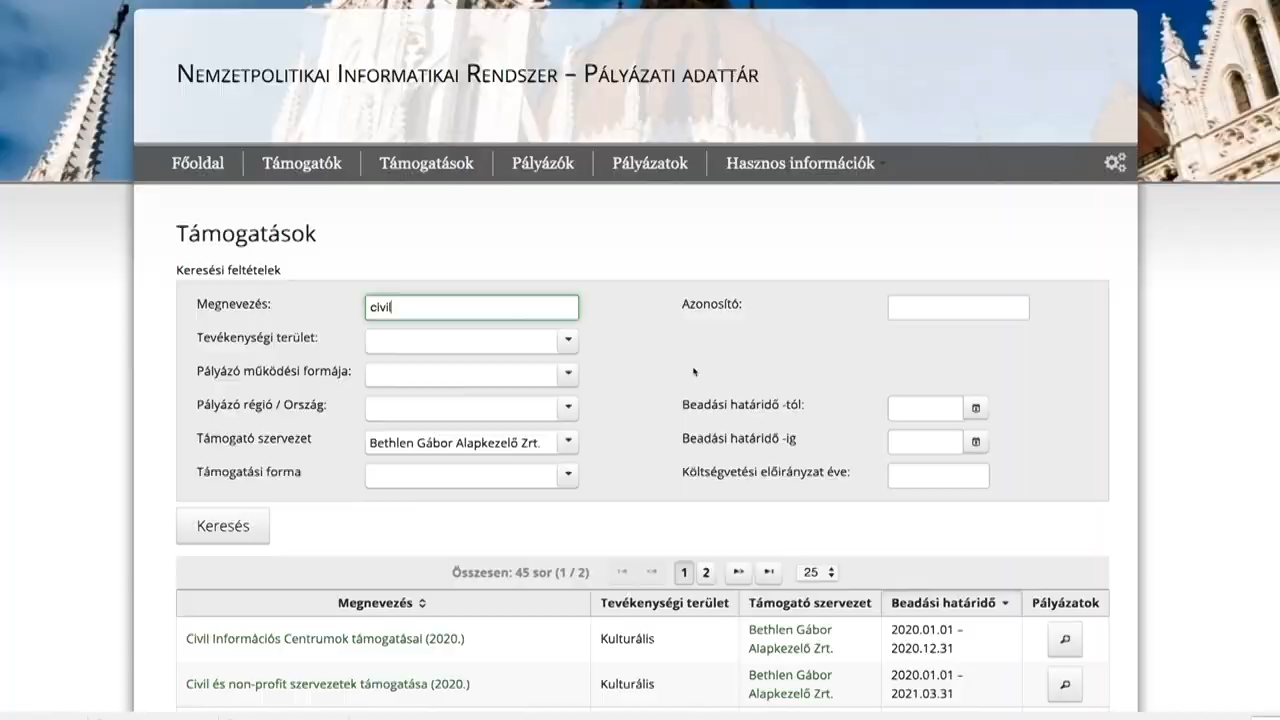 Nemzetpolitikai Informatikai Rendszer – Pályázati adattár
Főoldal Támogatók Támogatások Pályázók Pályázatok Hasznos információk
Támogatások
Keresési feltételek
Megnevezés: civil Azonosító:
Tevékenységi terület:
Pályázó működési formája:
Pályázó régió / Ország: Beadási határidő -tól:
Támogató szervezet Bethlen Gábor Alapkezelő Zrt. Beadási határidő -ig
Támogatási forma Költségvetési előirányzat éve:
Keresés
Összesen: 45 sor (1 / 2) 1 2 25
Megnevezés Tevékenységi terület Támogató szervezet Beadási határidő Pályázatok
Civil Információs Centrumok támogatásai (2020.) Kulturális Bethlen Gábor Alapkezelő Zrt. 2020.01.01 – 2020.12.31
Civil és non-profit szervezetek támogatása (2020.) Kulturális Bethlen Gábor Alapkezelő Zrt. 2020.01.01 – 2021.03.31